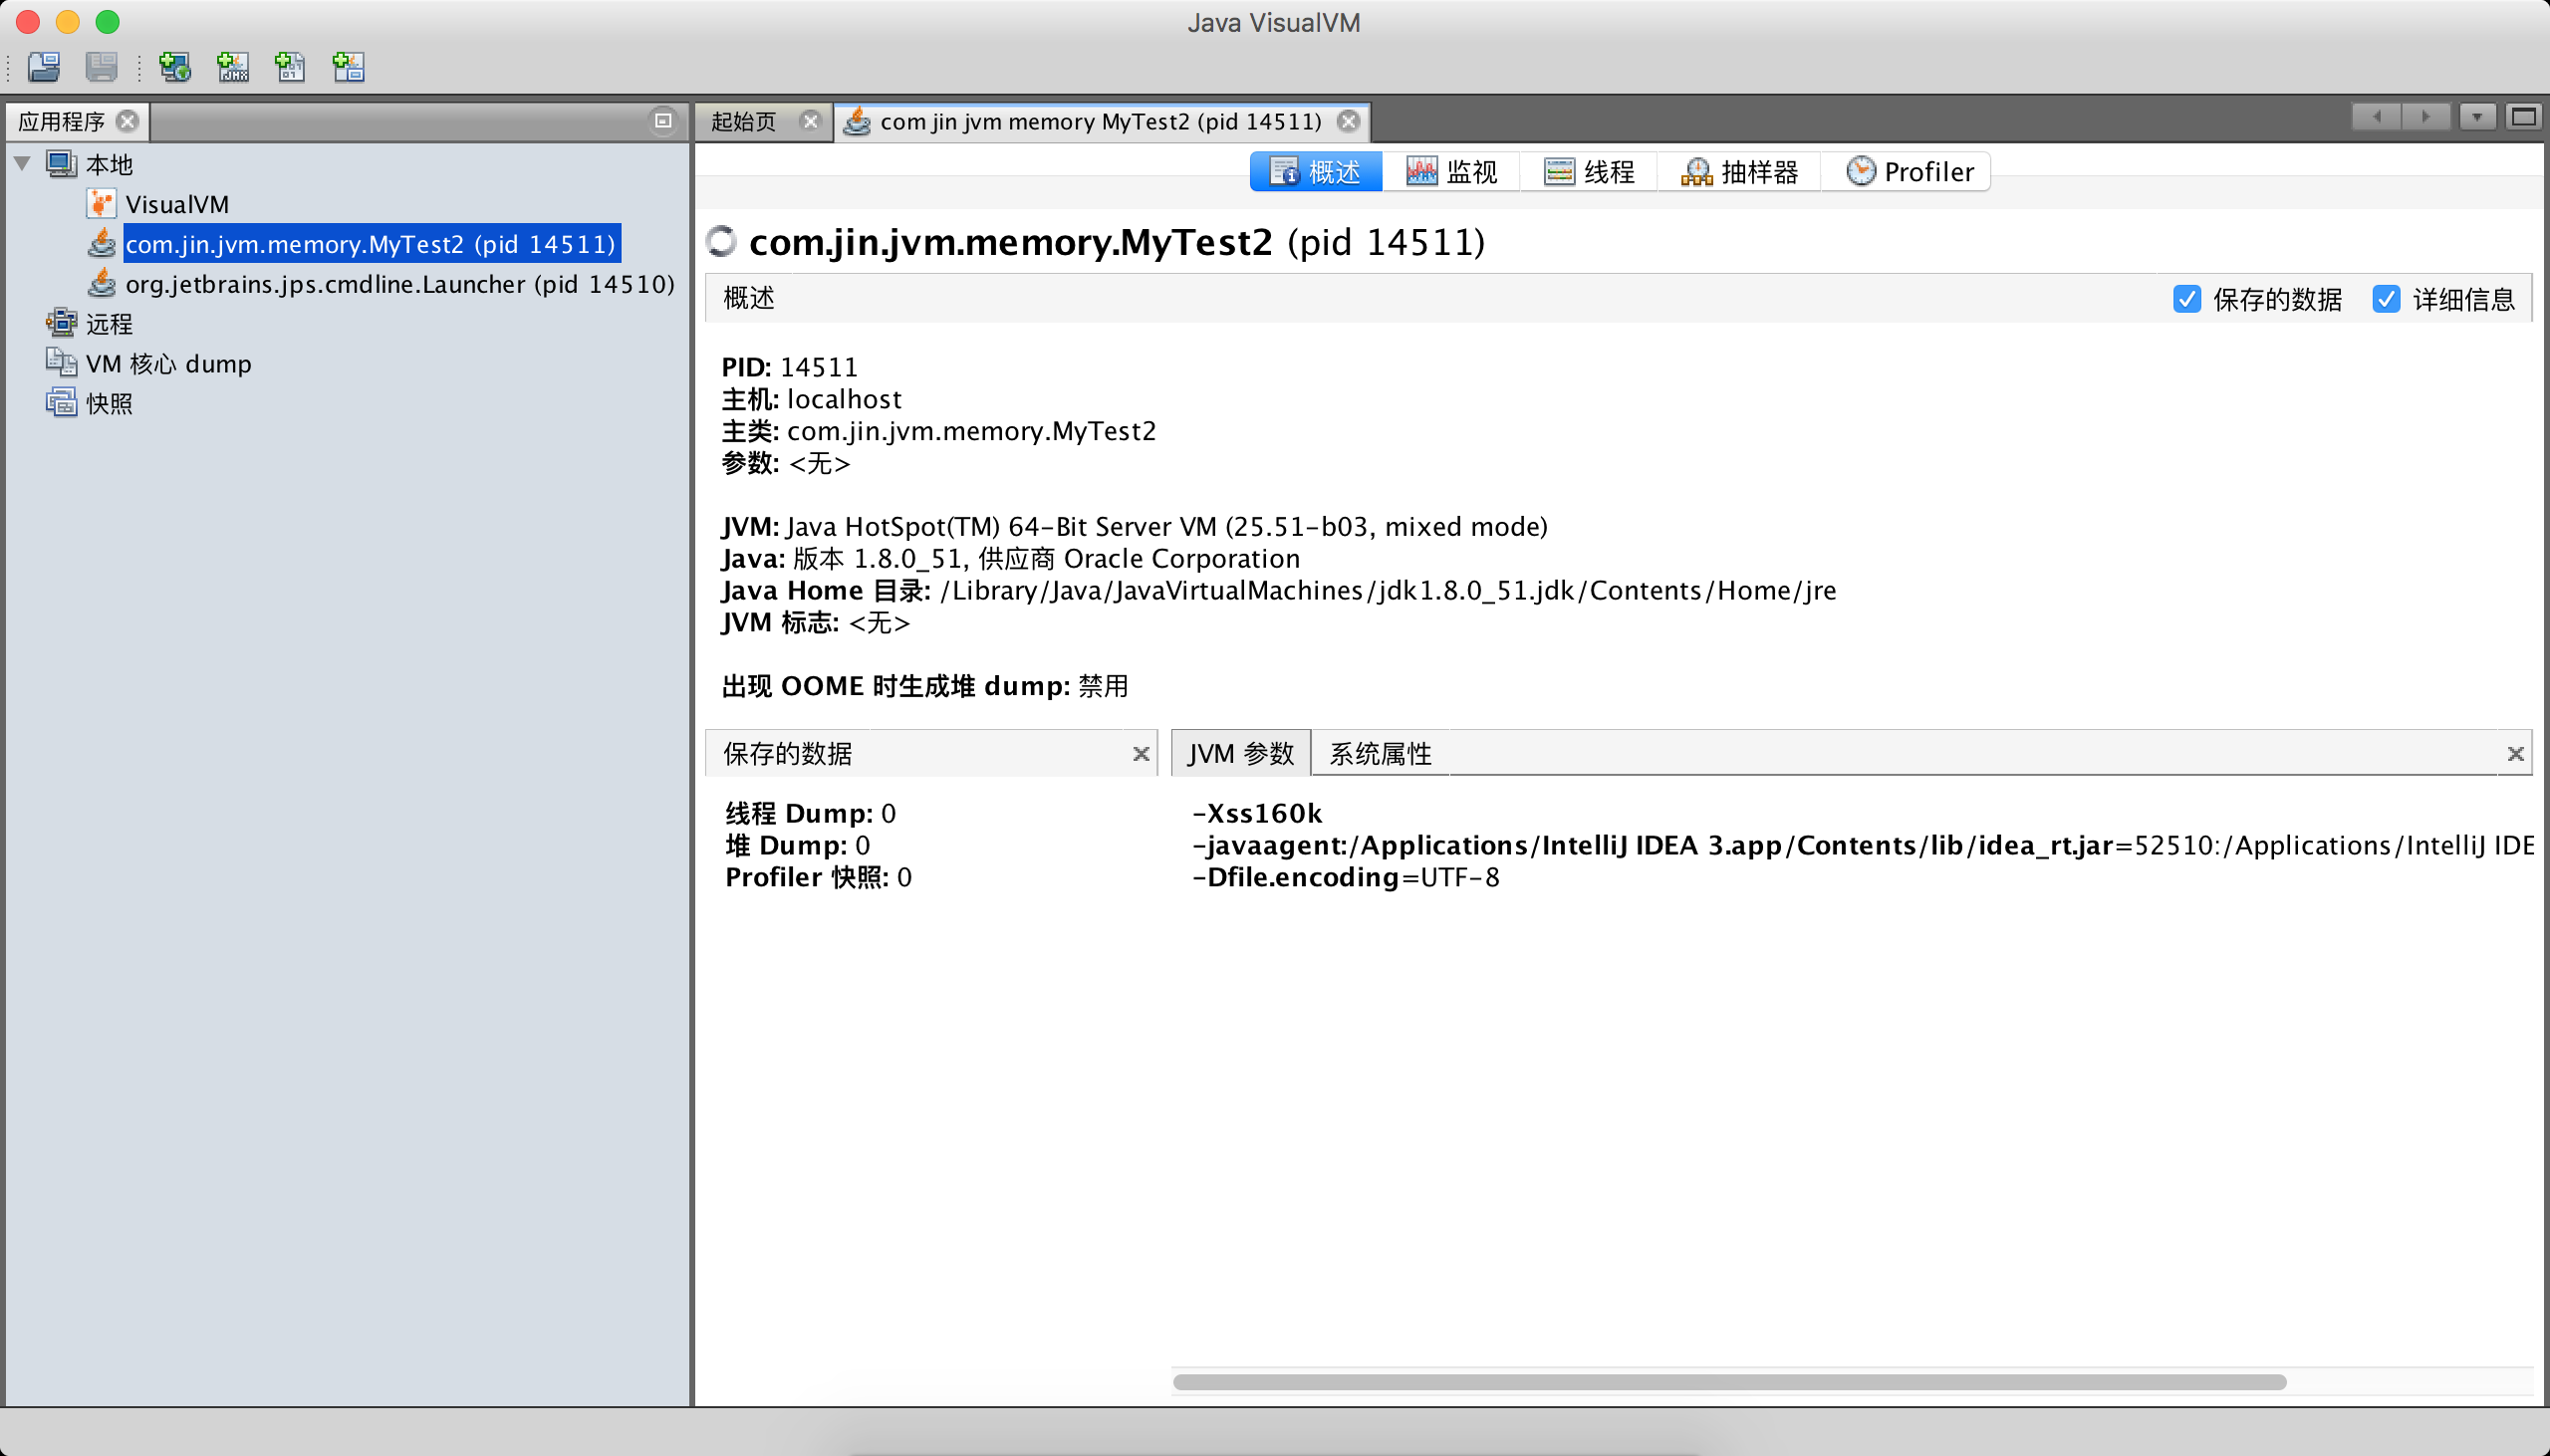 Java VisualVM
应用程序
本地
VisualVM
com.jin.jvm.memory.MyTest2 (pid 14511)
org.jetbrains.jps.cmdline.Launcher (pid 14510)
远程
VM 核心 dump
快照
起始页
com jin jvm memory MyTest2 (pid 14511)
概述
监视
线程
抽样器
Profiler
com.jin.jvm.memory.MyTest2 (pid 14511)
概述
保存的数据
详细信息
PID: 14511
主机: localhost
主类: com.jin.jvm.memory.MyTest2
参数: <无>
JVM: Java HotSpot(TM) 64-Bit Server VM (25.51-b03, mixed mode)
Java: 版本 1.8.0_51, 供应商 Oracle Corporation
Java Home 目录: /Library/Java/JavaVirtualMachines/jdk1.8.0_51.jdk/Contents/Home/jre
JVM 标志: <无>
出现 OOME 时生成堆 dump: 禁用
保存的数据
线程 Dump: 0
堆 Dump: 0
Profiler 快照: 0
JVM 参数
系统属性
-Xss160k
-javaagent:/Applications/IntelliJ IDEA 3.app/Contents/lib/idea_rt.jar=52510:/Applications/IntelliJ IDE
-Dfile.encoding=UTF-8